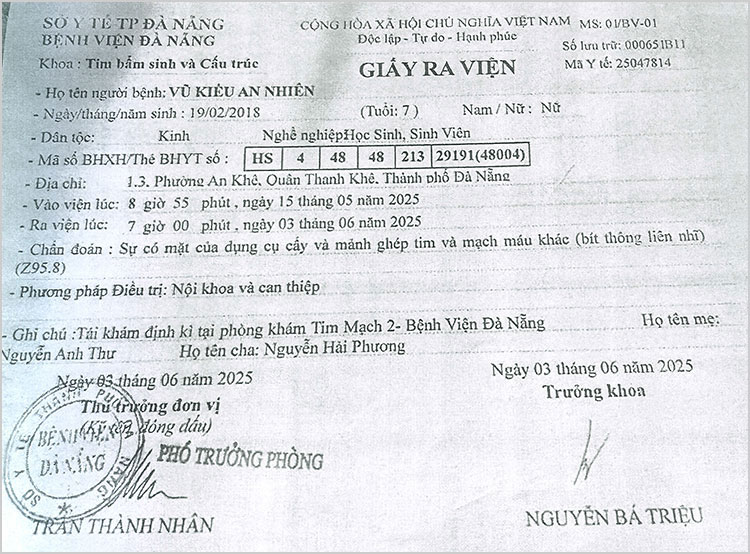 SỞ Y TẾ TP ĐÀ NẴNG
BỆNH VIỆN ĐÀ NẴNG
Khoa : Tim bẩm sinh và Cấu trúc
CỘNG HÒA XÃ HỘI CHỦ NGHĨA VIỆT NAM
Độc lập - Tự do - Hạnh phúc
GIẤY RA VIỆN
MS: 01/BV-01
Số lưu trữ: 000651B11
Mã Y tế: 25047814
- Họ tên người bệnh: VŨ KIỀU AN NHIÊN
- Ngày/tháng/năm sinh : 19/02/2018 (Tuổi: 7 ) Nam / Nữ : Nữ
- Dân tộc: Kinh Nghề nghiệp:Học Sinh, Sinh Viên
- Mã số BHXH/Thẻ BHYT số : HS 4 48 48 213 29191(48004)
- Địa chỉ: 1.3. Phường An Khê, Quận Thanh Khê, Thành phố Đà Nẵng
- Vào viện lúc: 8 giờ 55 phút , ngày 15 tháng 05 năm 2025
- Ra viện lúc: 7 giờ 00 phút , ngày 03 tháng 06 năm 2025
- Chẩn đoán : Sự có mặt của dụng cụ cấy và mảnh ghép tim và mạch máu khác (bít thông liên nhĩ)
(Z95.8)
- Phương pháp Điều trị: Nội khoa và can thiệp
- Ghi chú :Tái khám định kì tại phòng khám Tim Mạch 2- Bệnh Viện Đà Nẵng Họ tên mẹ:
Nguyễn Anh Thư Họ tên cha: Nguyễn Hải Phương
Ngày 03 tháng 06 năm 2025
Thủ trưởng đơn vị
(Ký tên, đóng dấu)
PHÓ TRƯỞNG PHÒNG
TRẦN THÀNH NHÂN
SỞ Y TẾ THÀNH PHỐ ĐÀ NẴNG
BỆNH VIỆN
ĐÀ NẴNG
Ngày 03 tháng 06 năm 2025
Trưởng khoa
NGUYỄN BÁ TRIỆU